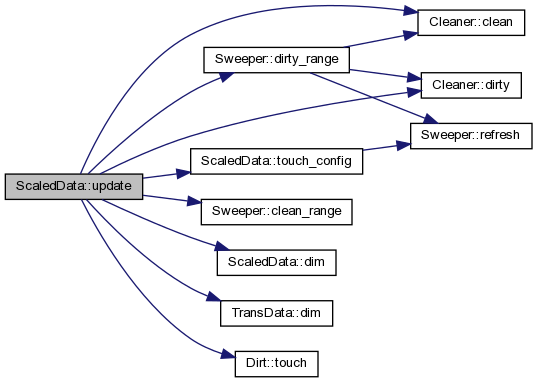 Cleaner::clean
Sweeper::dirty_range
Cleaner::dirty
Sweeper::refresh
ScaledData::touch_config
ScaledData::update
Sweeper::clean_range
ScaledData::dim
TransData::dim
Dirt::touch